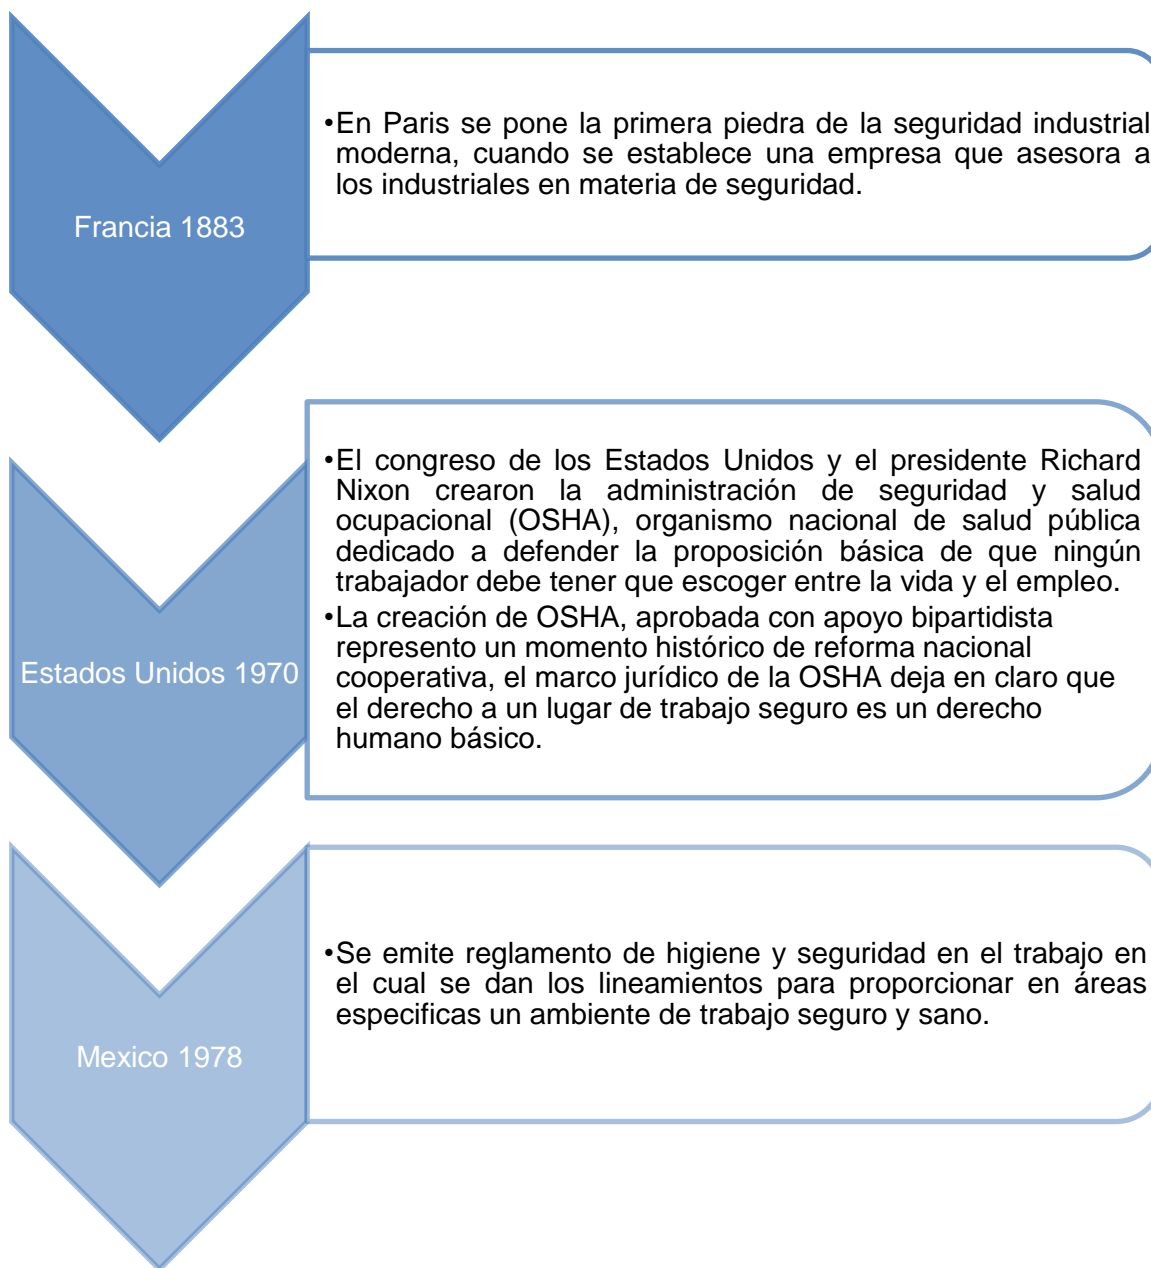 Francia 1883
•En Paris se pone la primera piedra de la seguridad industrial
moderna, cuando se establece una empresa que asesora a
los industriales en materia de seguridad.
Estados Unidos 1970
•El congreso de los Estados Unidos y el presidente Richard
Nixon crearon la administración de seguridad y salud
ocupacional (OSHA), organismo nacional de salud pública
dedicado a defender la proposición básica de que ningún
trabajador debe tener que escoger entre la vida y el empleo.
•La creación de OSHA, aprobada con apoyo bipartidista
represento un momento histórico de reforma nacional
cooperativa, el marco jurídico de la OSHA deja en claro que
el derecho a un lugar de trabajo seguro es un derecho
humano básico.
Mexico 1978
•Se emite reglamento de higiene y seguridad en el trabajo en
el cual se dan los lineamientos para proporcionar en áreas
especificas un ambiente de trabajo seguro y sano.